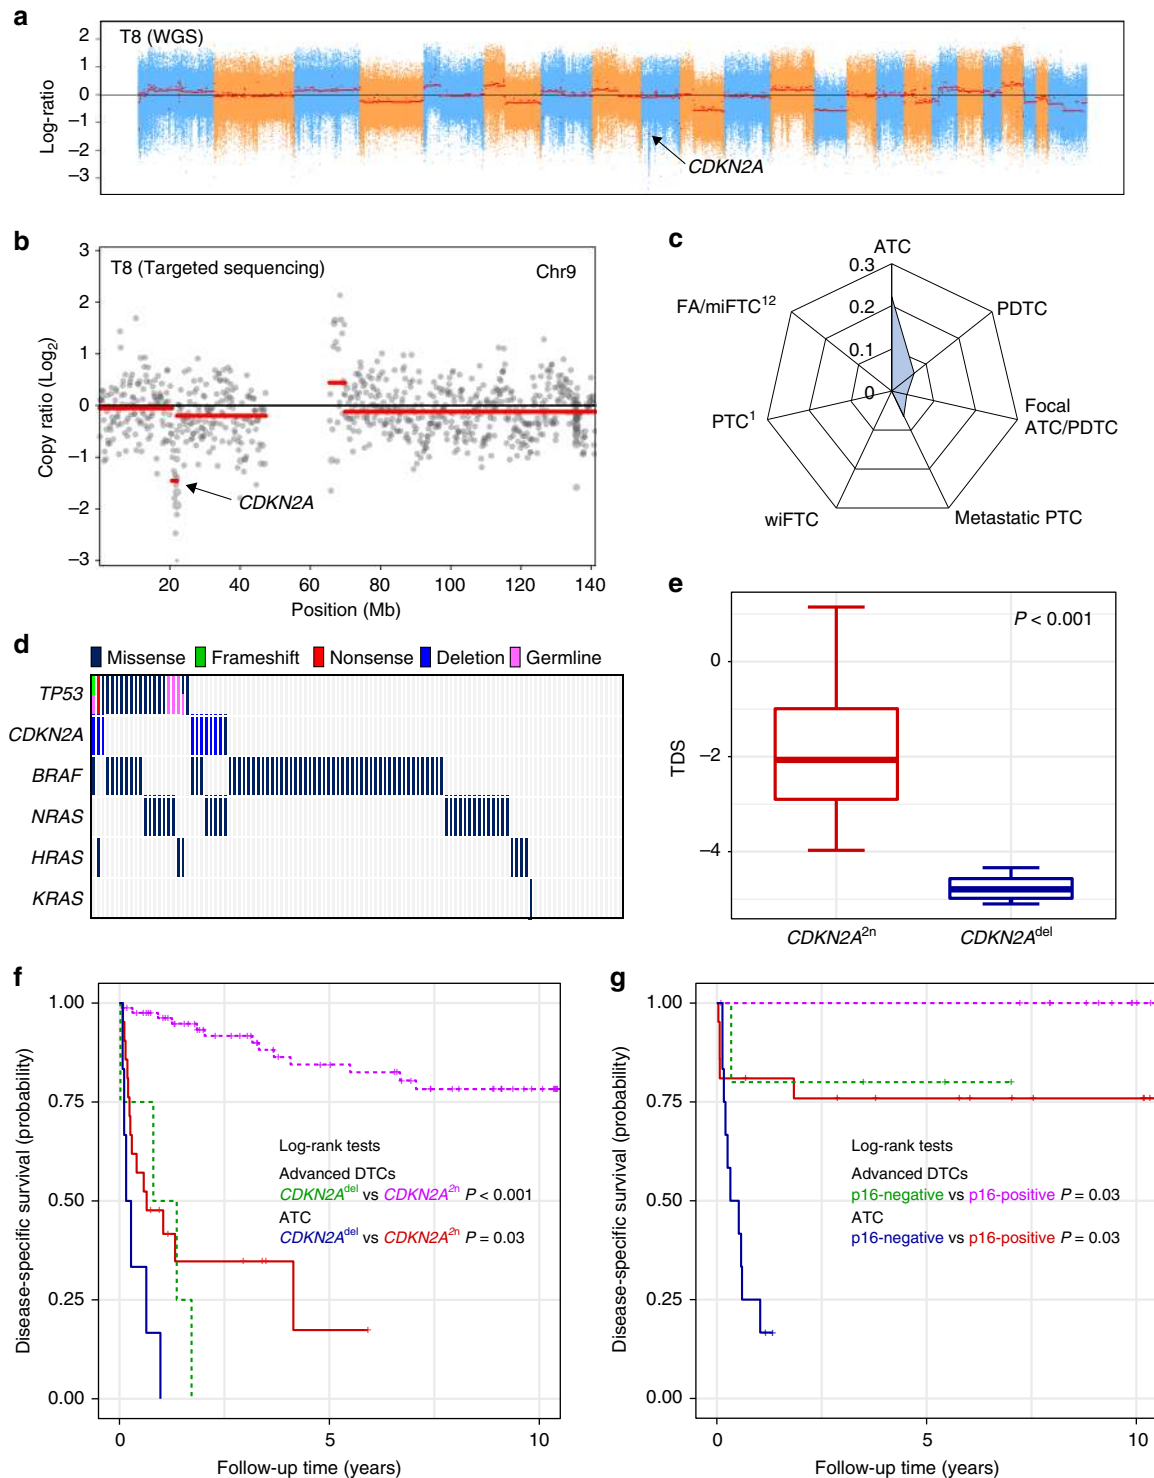 a
T8 (WGS)
2
1
0
−1
−2
−3
Log-ratio
CDKN2A
b
T8 (Targeted sequencing)
Chr9
3
2
1
0
−1
−2
−3
Copy ratio (Log2)
CDKN2A
20 40 60 80 100 120 140
Position (Mb)
c
ATC
0.3
0.2
0.1
0
FA/miFTC12
PDTC
PTC1
Focal
ATC/PDTC
wiFTC
Metastatic PTC
d
Missense Frameshift Nonsense Deletion Germline
TP53
CDKN2A
BRAF
NRAS
HRAS
KRAS
e
P < 0.001
0
−2
−4
TDS
CDKN2A2n CDKN2Adel
f
1.00
0.75
0.50
0.25
0.00
Disease-specific survival (probability)
Log-rank tests
Advanced DTCs
CDKN2Adel vs CDKN2A2n P < 0.001
ATC
CDKN2Adel vs CDKN2A2n P = 0.03
0 5 10
Follow-up time (years)
g
1.00
0.75
0.50
0.25
0.00
Disease-specific survival (probability)
Log-rank tests
Advanced DTCs
p16-negative vs p16-positive P = 0.03
ATC
p16-negative vs p16-positive P = 0.03
0 5 10
Follow-up time (years)